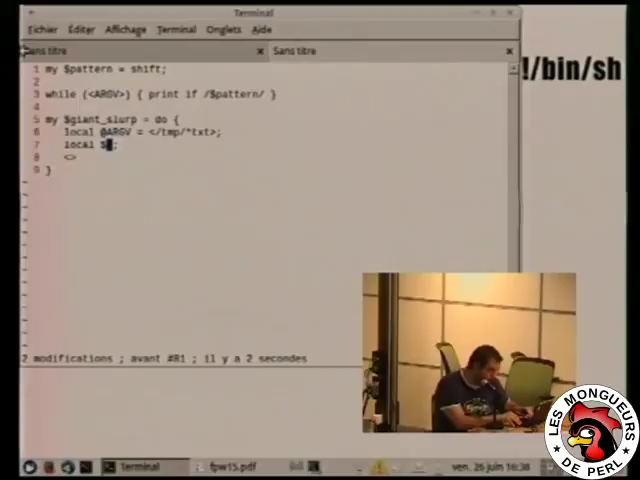 Terminal
Fichier Éditer Affichage Terminal Onglets Aide
Sans titre
Sans titre
1 my $pattern = shift;
2
3 while (<ARGV>) { print if /$pattern/ }
4
5 my $giant_slurp = do {
6 local @ARGV = </tmp/*txt>;
7 local $
8 <>
9 }
2 modifications ; avant #81 ; il y a 2 secondes
!/bin/sh
Terminal
fpw15.pdf
ven. 26 juin 16:38
LES MONGUEURS
DE PERL